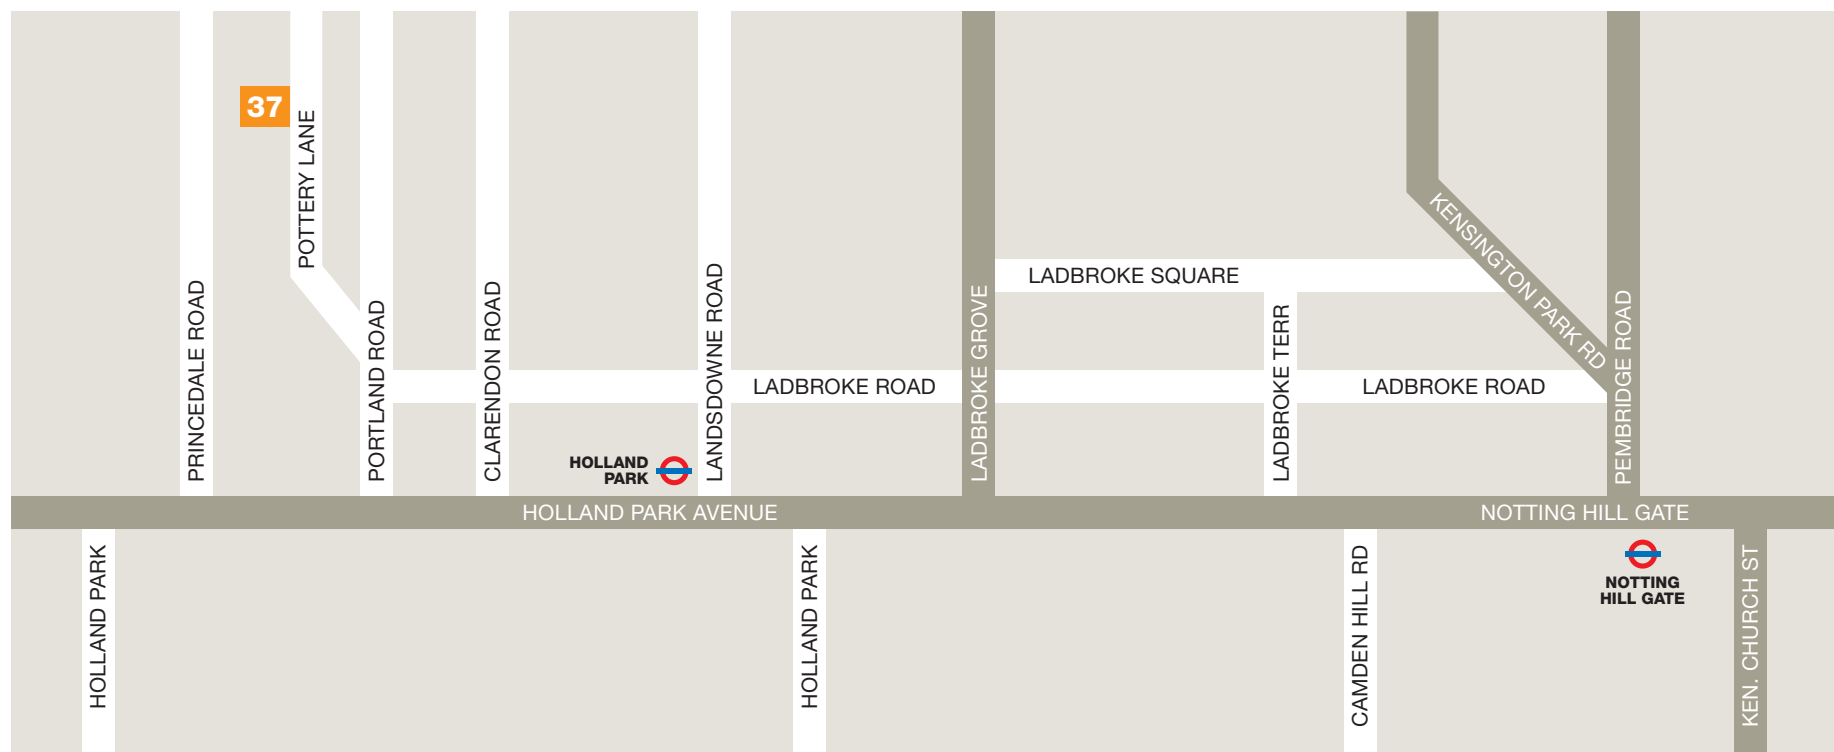 37
POTTERY LANE
PRINCEDALE ROAD
PORTLAND ROAD
CLARENDON ROAD
LANDSDOWNE ROAD
LADBROKE GROVE
LADBROKE SQUARE
KENSINGTON PARK RD
LADBROKE ROAD
LADBROKE TERR
LADBROKE ROAD
PEMBRIDGE ROAD
HOLLAND
PARK
HOLLAND PARK AVENUE
NOTTING HILL GATE
HOLLAND PARK
HOLLAND PARK
CAMDEN HILL RD
NOTTING
HILL GATE
KEN. CHURCH ST